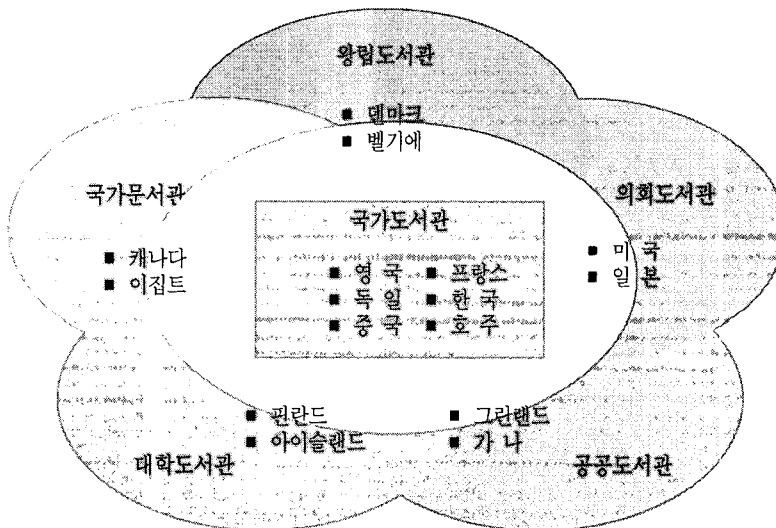 왕립도서관
■ 덴마크
■ 벨기에
국가문서관
■ 캐나다
■ 이집트
국가도서관
■ 영 국 ■ 프랑스
■ 독 일 ■ 한 국
■ 중 국 ■ 호 주
의회도서관
■ 미 국
■ 일 본
■ 핀란드
■ 아이슬랜드
대학도서관
■ 그린랜드
■ 가 나
공공도서관